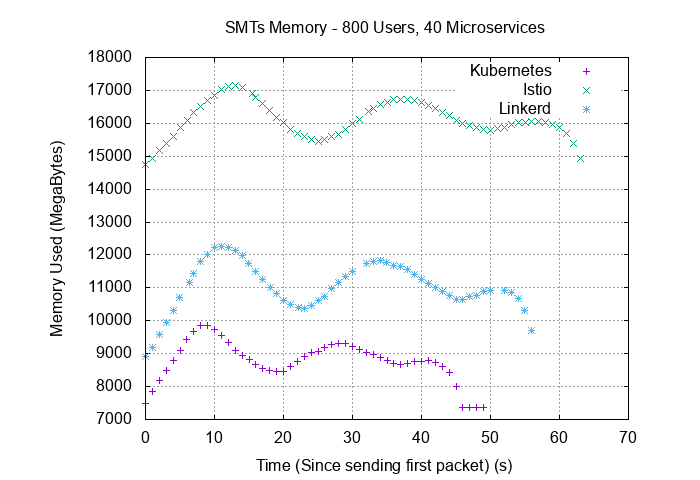 SMTs Memory - 800 Users, 40 Microservices
18000
17000
16000
15000
14000
13000
12000
11000
10000
9000
8000
7000
Memory Used (MegaBytes)
Kubernetes
Istio
Linkerd
0 10 20 30 40 50 60 70
Time (Since sending first packet) (s)